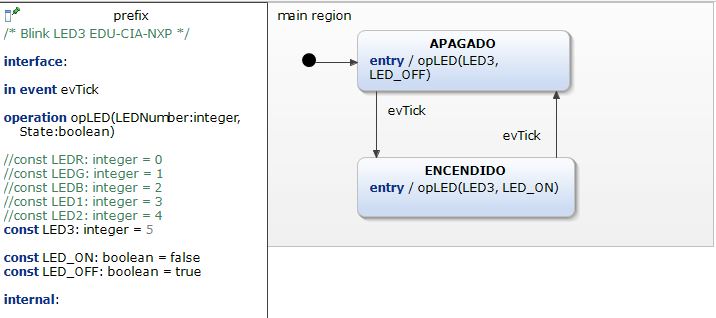 prefix
/* Blink LED3 EDU-CIA-NXP */
interface:
in event evTick
operation opLED(LEDNumber:integer,
State:boolean)
//const LEDR: integer = 0
//const LEDG: integer = 1
//const LEDB: integer = 2
//const LED1: integer = 3
//const LED2: integer = 4
const LED3: integer = 5
const LED_ON: boolean = false
const LED_OFF: boolean = true
internal:
main region
APAGADO
entry / opLED(LED3,
LED_OFF)
evTick
evTick
ENCENDIDO
entry / opLED(LED3, LED_ON)